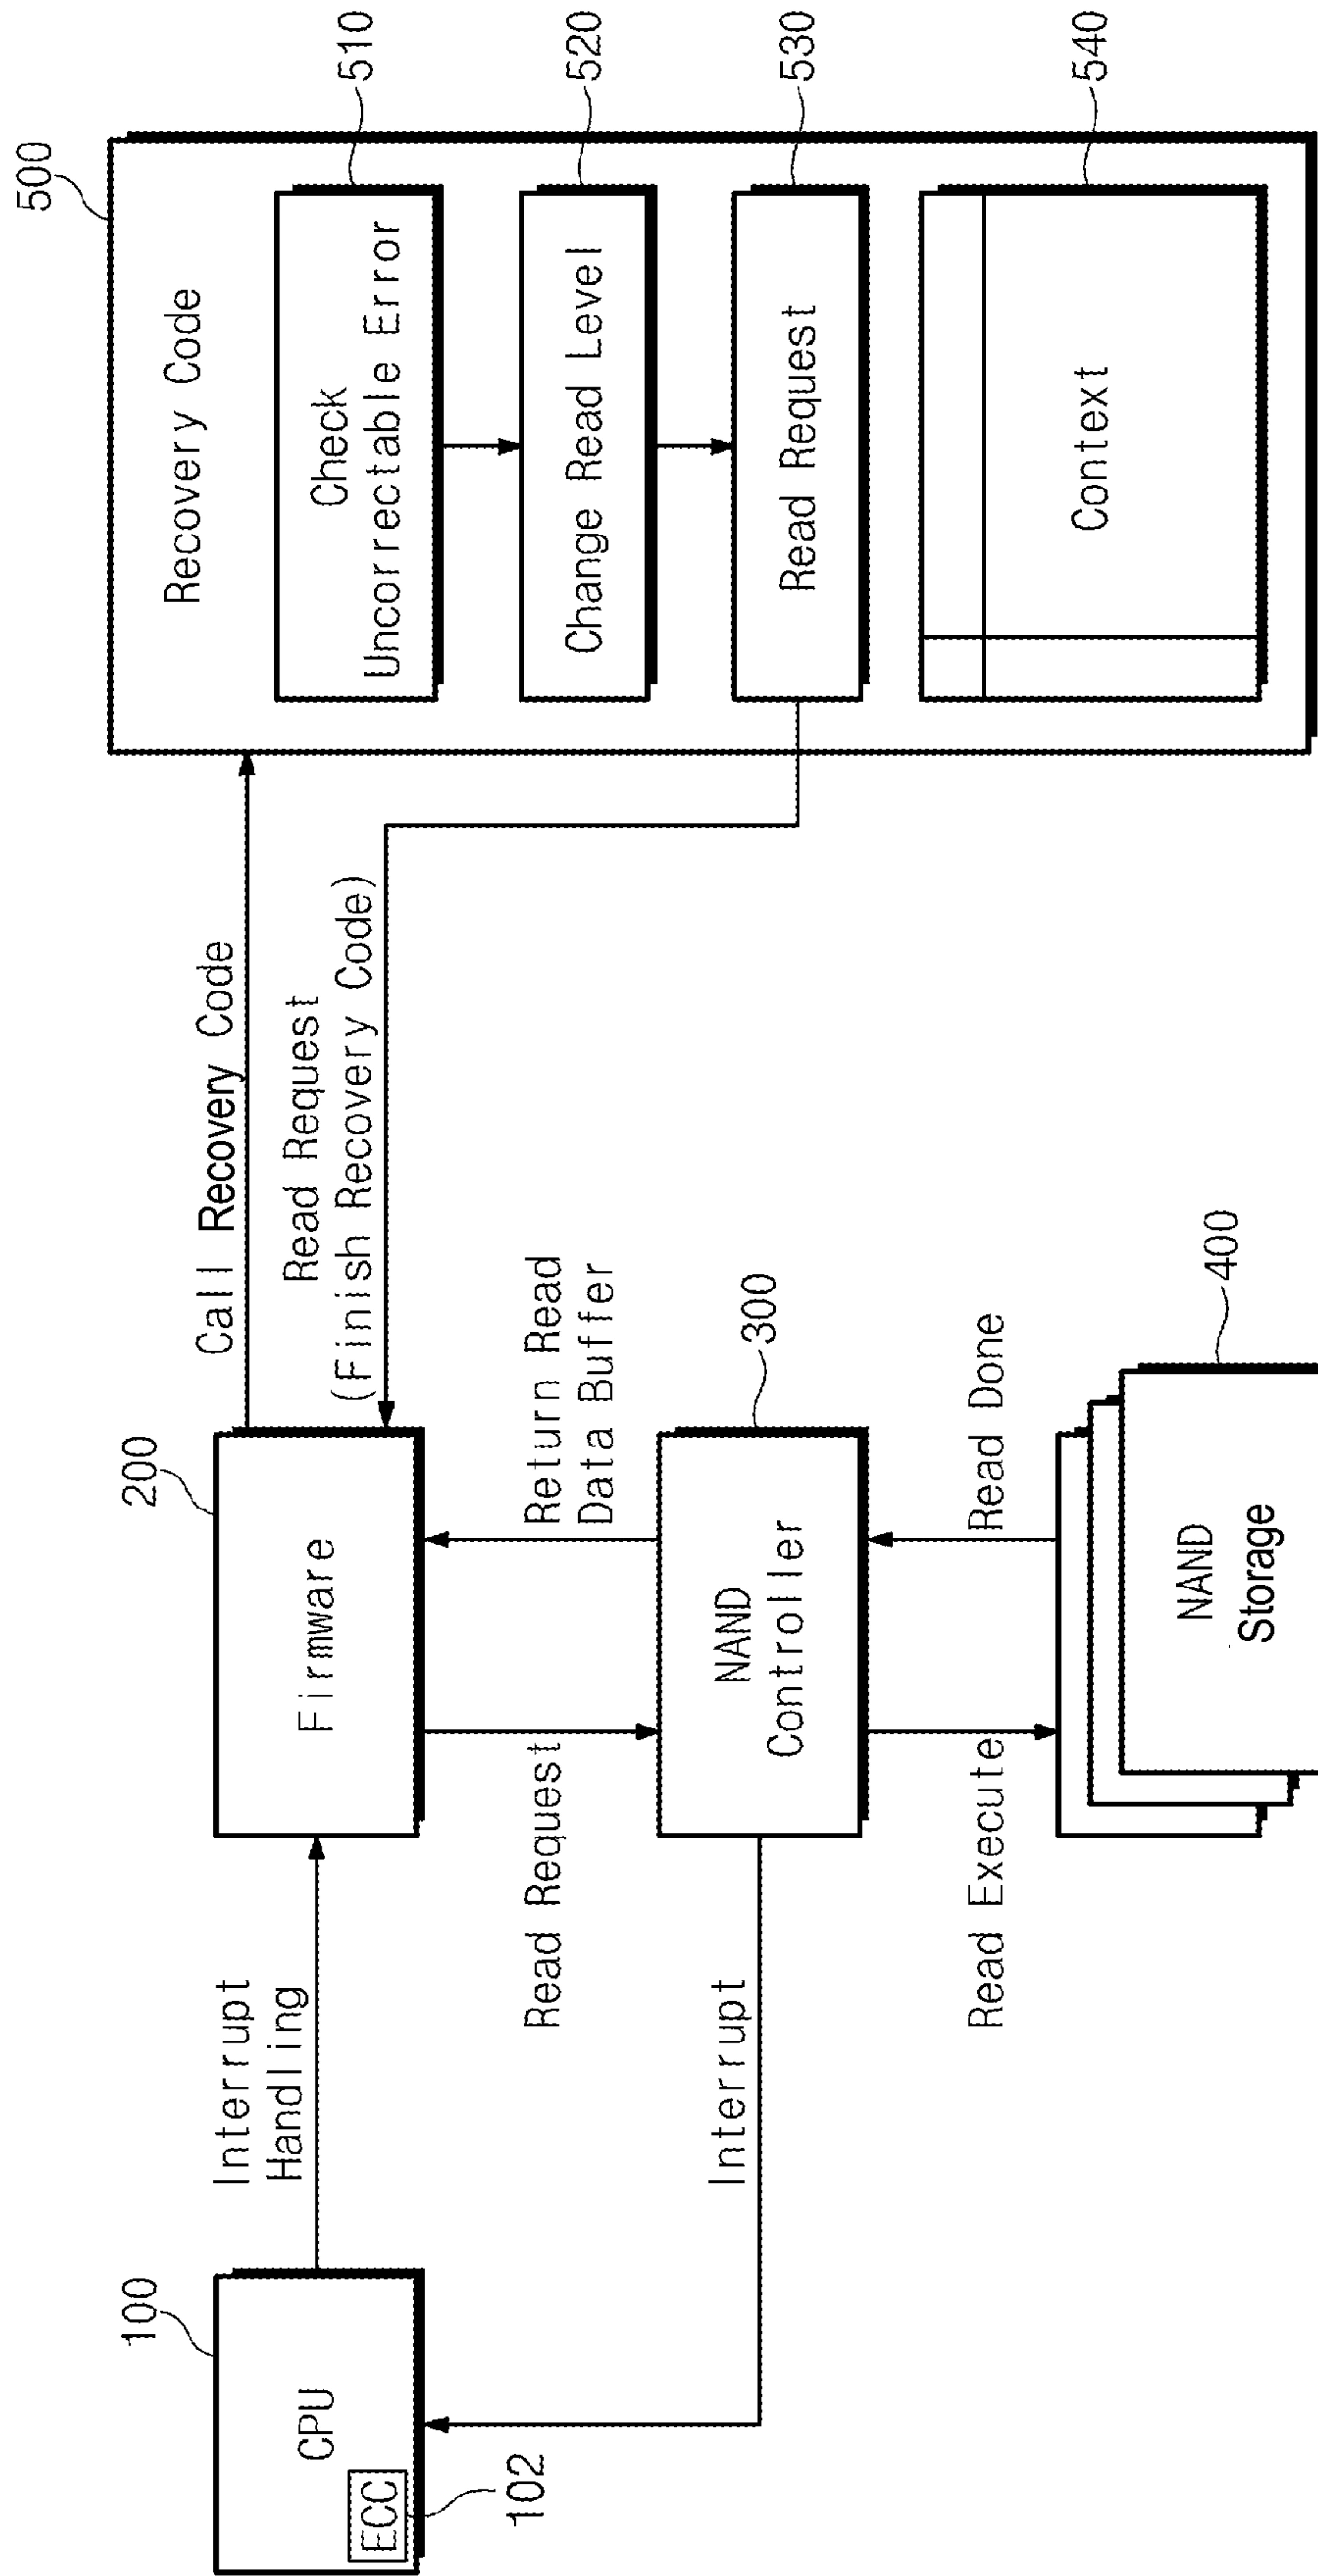 100
CPU
ECC
102
Interrupt
Handling
200
Firmware
Call Recovery Code
Read Request
(Finish Recovery Code)
Read Request
Return Read
Data Buffer
Interrupt
300
NAND
Controller
Read Execute
Read Done
400
NAND
Storage
500
Recovery Code
510
Check
Uncorrectable Error
520
Change Read Level
530
Read Request
540
Context